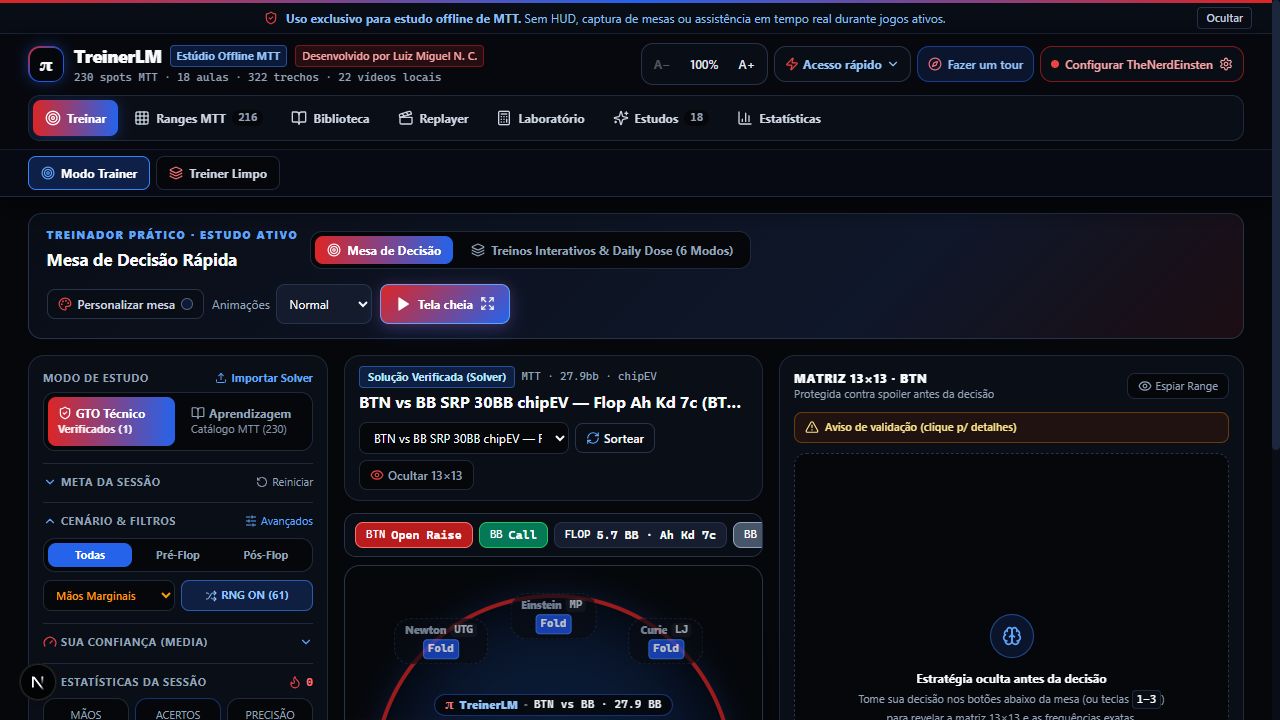 Uso exclusivo para estudo offline de MTT. Sem HUD, captura de mesas ou assistência em tempo real durante jogos ativos.
Ocultar
π
TreinerLM
Estúdio Offline MTT
Desenvolvido por Luiz Miguel N. C.
230 spots MTT · 18 aulas · 322 trechos · 22 vídeos locais
A−
100%
A+
Acesso rápido
Fazer um tour
Configurar TheNerdEinsten
Treinar
Ranges MTT 216
Biblioteca
Replayer
Laboratório
Estudos 18
Estatísticas
Modo Trainer
Treiner Limpo
TREINADOR PRÁTICO · ESTUDO ATIVO
Mesa de Decisão Rápida
Mesa de Decisão
Treinos Interativos & Daily Dose (6 Modos)
Personalizar mesa
Animações
Normal
Tela cheia
MODO DE ESTUDO
Importar Solver
GTO Técnico
Verificados (1)
Aprendizagem
Catálogo MTT (230)
META DA SESSÃO
Reiniciar
CENÁRIO & FILTROS
Avançados
Todas
Pré-Flop
Pós-Flop
Mãos Marginais
RNG ON (61)
SUA CONFIANÇA (MEDIA)
N
ESTATÍSTICAS DA SESSÃO
0
MÃOS
ACERTOS
PRECISÃO
Solução Verificada (Solver)
MTT · 27.9bb · chipEV
BTN vs BB SRP 30BB chipEV — Flop Ah Kd 7c (BT...
BTN vs BB SRP 30BB chipEV — F
Sortear
Ocultar 13×13
BTN Open Raise
BB Call
FLOP 5.7 BB · Ah Kd 7c
BB
Einstein MP
Fold
Newton UTG
Fold
Curie LJ
Fold
π TreinerLM · BTN vs BB · 27.9 BB
MATRIZ 13×13 · BTN
Protegida contra spoiler antes da decisão
Espiar Range
Aviso de validação (clique p/ detalhes)
Estratégia oculta antes da decisão
Tome sua decisão nos botões abaixo da mesa (ou teclas 1–3)
para revelar a matriz 13×13 e as frequências exatas